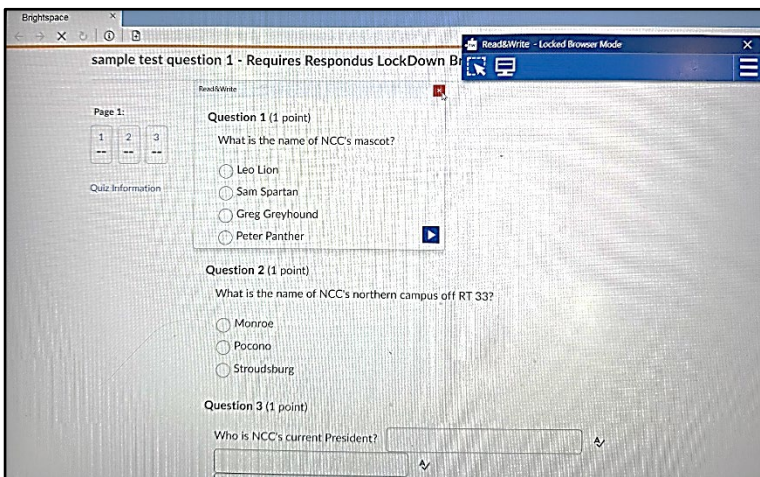 Brightspace
Read&Write - Locked Browser Mode
sample test question 1 - Requires Respondus LockDown Br
Read&Write
Page 1:
1 2 3
-- -- --
Quiz Information
Question 1 (1 point)
What is the name of NCC's mascot?
Leo Lion
Sam Spartan
Greg Greyhound
Peter Panther
Question 2 (1 point)
What is the name of NCC's northern campus off RT 33?
Monroe
Pocono
Stroudsburg
Question 3 (1 point)
Who is NCC's current President?